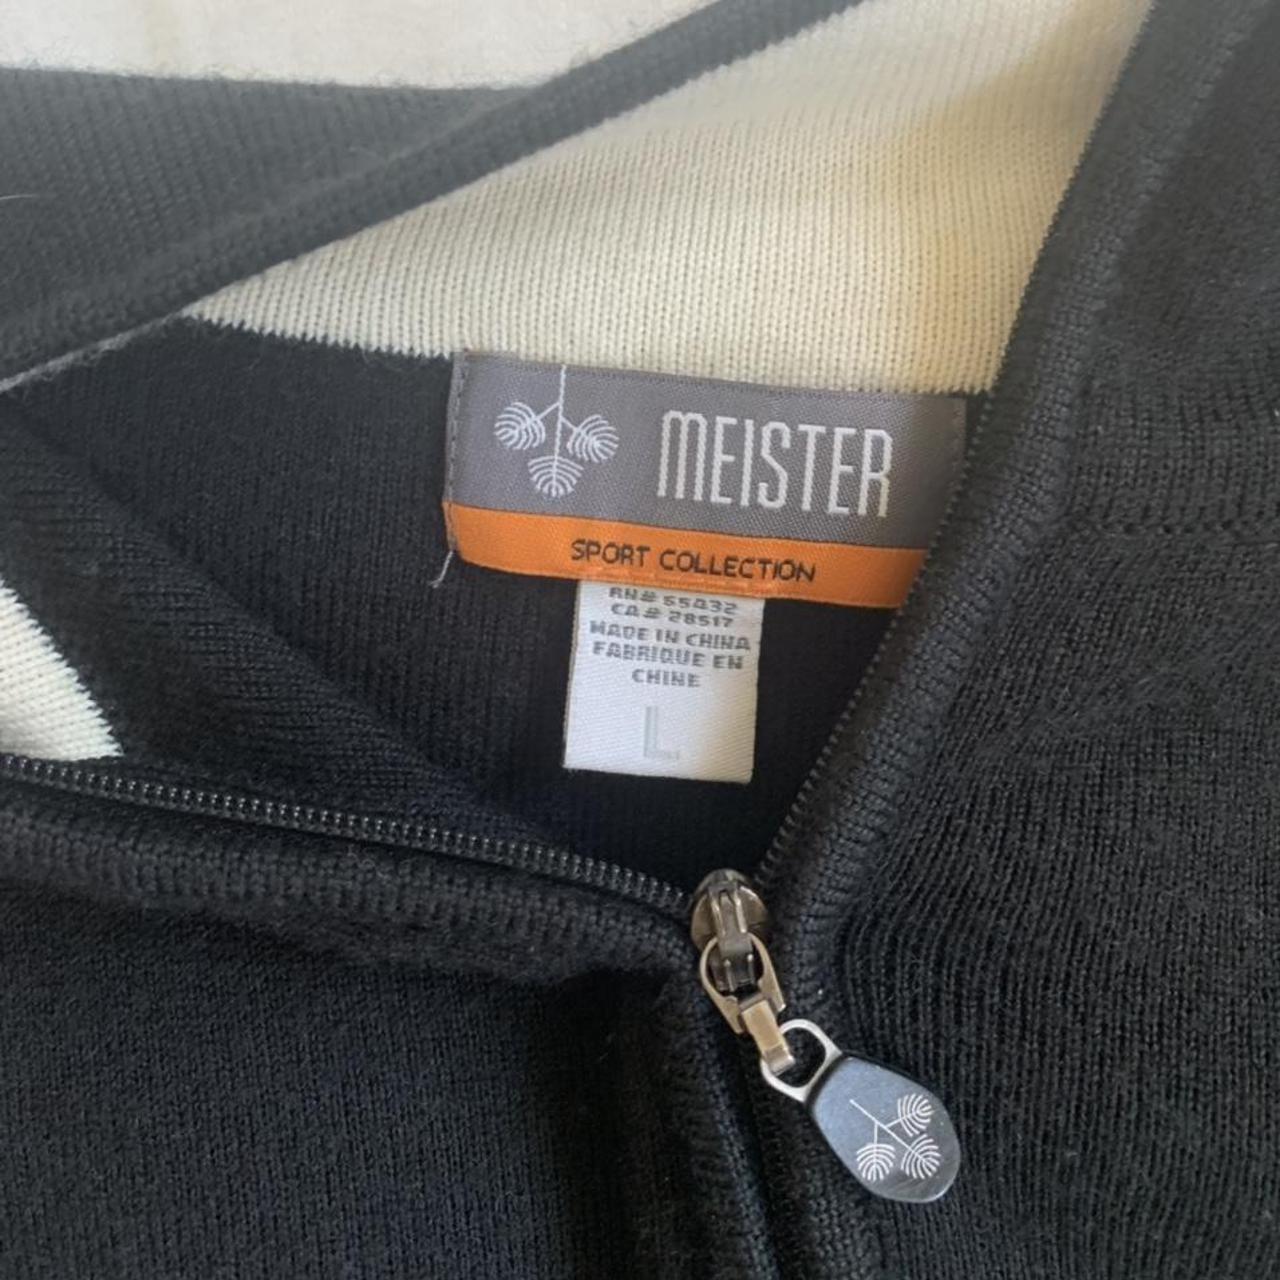 MEISTER
SPORT COLLECTION
RN# 55432
CA# 28517
MADE IN CHINA
FABRIQUE EN
CHINE
L